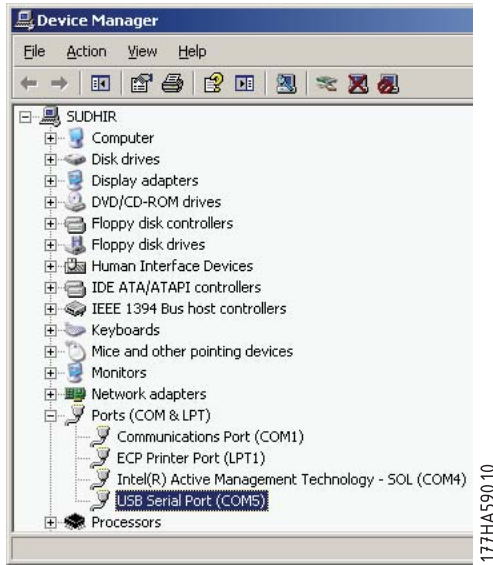 Device Manager
File Action View Help
SUDHIR
Computer
Disk drives
Display adapters
DVD/CD-ROM drives
Floppy disk controllers
Floppy disk drives
Human Interface Devices
IDE ATA/ATAPI controllers
IEEE 1394 Bus host controllers
Keyboards
Mice and other pointing devices
Monitors
Network adapters
Ports (COM & LPT)
Communications Port (COM1)
ECP Printer Port (LPT1)
Intel(R) Active Management Technology - SOL (COM4)
USB Serial Port (COM5)
Processors
177HA590.10